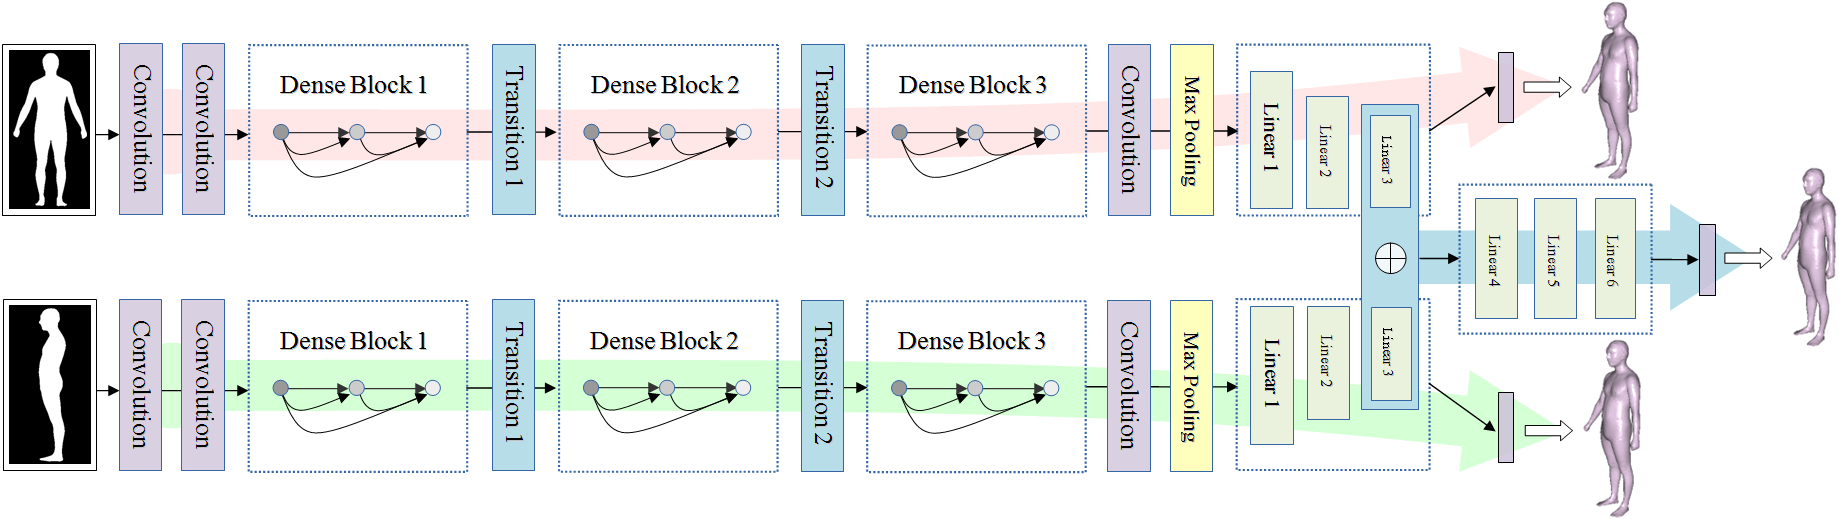 Convolution
Convolution
Dense Block 1
Transition 1
Dense Block 2
Transition 2
Dense Block 3
Convolution
Max Pooling
Linear 1
Linear 2
Linear 3
Linear 4
Linear 5
Linear 6
Convolution
Convolution
Dense Block 1
Transition 1
Dense Block 2
Transition 2
Dense Block 3
Convolution
Max Pooling
Linear 1
Linear 2
Linear 3